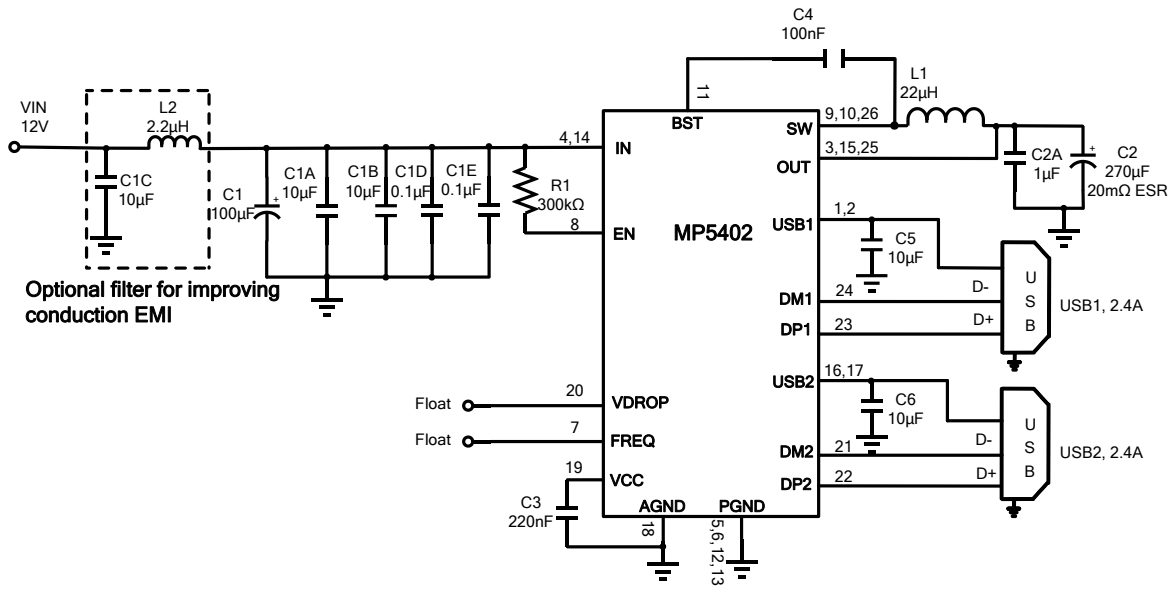 C4
100nF
VIN
12V
L2
2.2µH
11
BST
L1
22µH
9,10,26
SW
4,14
IN
3,15,25
OUT
C1C
10µF
C1
100µF
+
C1A
10µF
C1B
10µF
C1D
0.1µF
C1E
0.1µF
R1
300kΩ
C2A
1µF
+
C2
270µF
20mΩ ESR
8
EN
MP5402
USB1
1,2
C5
10µF
Optional filter for improving
conduction EMI
DM1
24
D-
DP1
23
D+
U
S
B
USB1, 2.4A
USB2
16,17
C6
10µF
Float
20
VDROP
Float
7
FREQ
DM2
21
D-
DP2
22
D+
U
S
B
USB2, 2.4A
19
VCC
C3
220nF
AGND
18
PGND
5,6,12,13